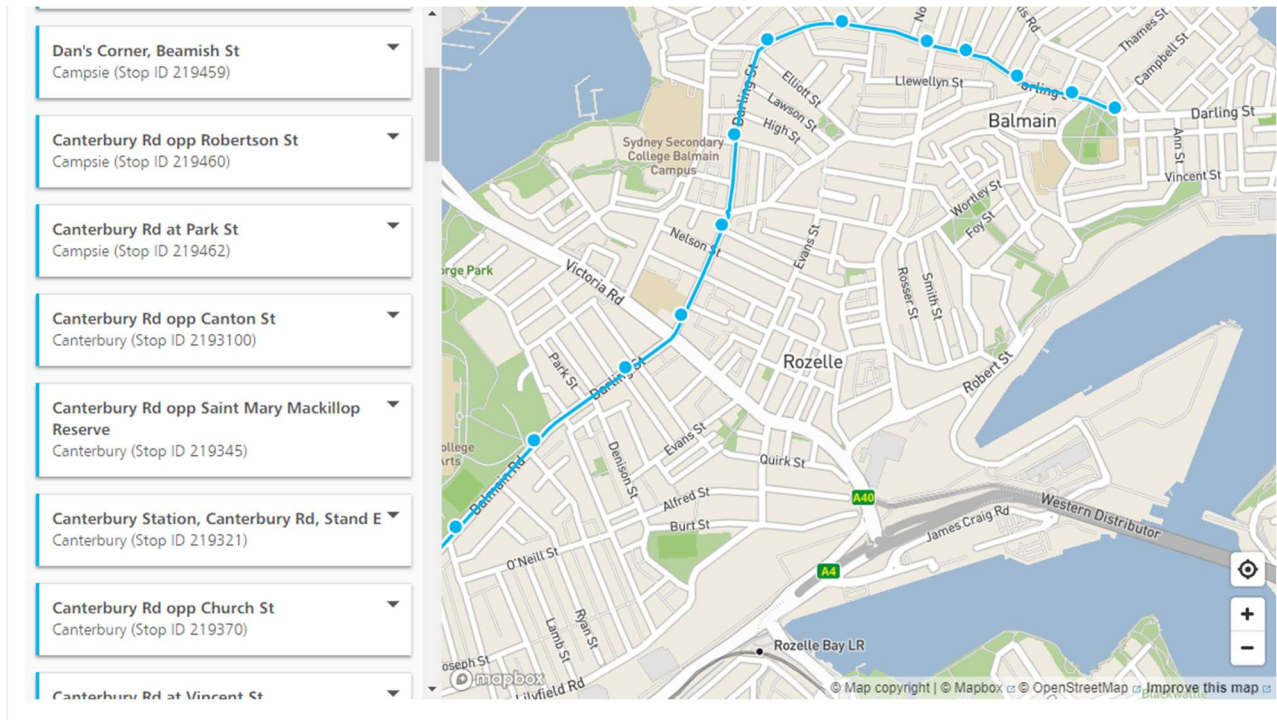 Dan's Corner, Beamish St
Campsie (Stop ID 219459)
Canterbury Rd opp Robertson St
Campsie (Stop ID 219460)
Canterbury Rd at Park St
Campsie (Stop ID 219462)
Canterbury Rd opp Canton St
Canterbury (Stop ID 2193100)
Canterbury Rd opp Saint Mary Mackillop
Reserve
Canterbury (Stop ID 219345)
Canterbury Station, Canterbury Rd, Stand E
Canterbury (Stop ID 219321)
Canterbury Rd opp Church St
Canterbury (Stop ID 219370)
Canterbury Rd at Vincent St
Thames St
Campbell St
Elliott St
Llewellyn St
Darling St
Lawson St
High St
Balmain
Darling St
Ann St
Vincent St
Sydney Secondary
College Balmain
Campus
Wortley St
Foy St
Nelson St
Evans St
Victoria Rd
Rosser St
Smith St
Park St
Darling St
Rozelle
Robert St
Evans St
Denison St
Quirk St
Balmain Rd
Alfred St
A40
Western Distributor
James Craig Rd
Burt St
O'Neill St
A4
Ryan St
Lamb St
Rozelle Bay LR
Lilyfield Rd
mapbox
© Map copyright | © Mapbox © OpenStreetMap Improve this map